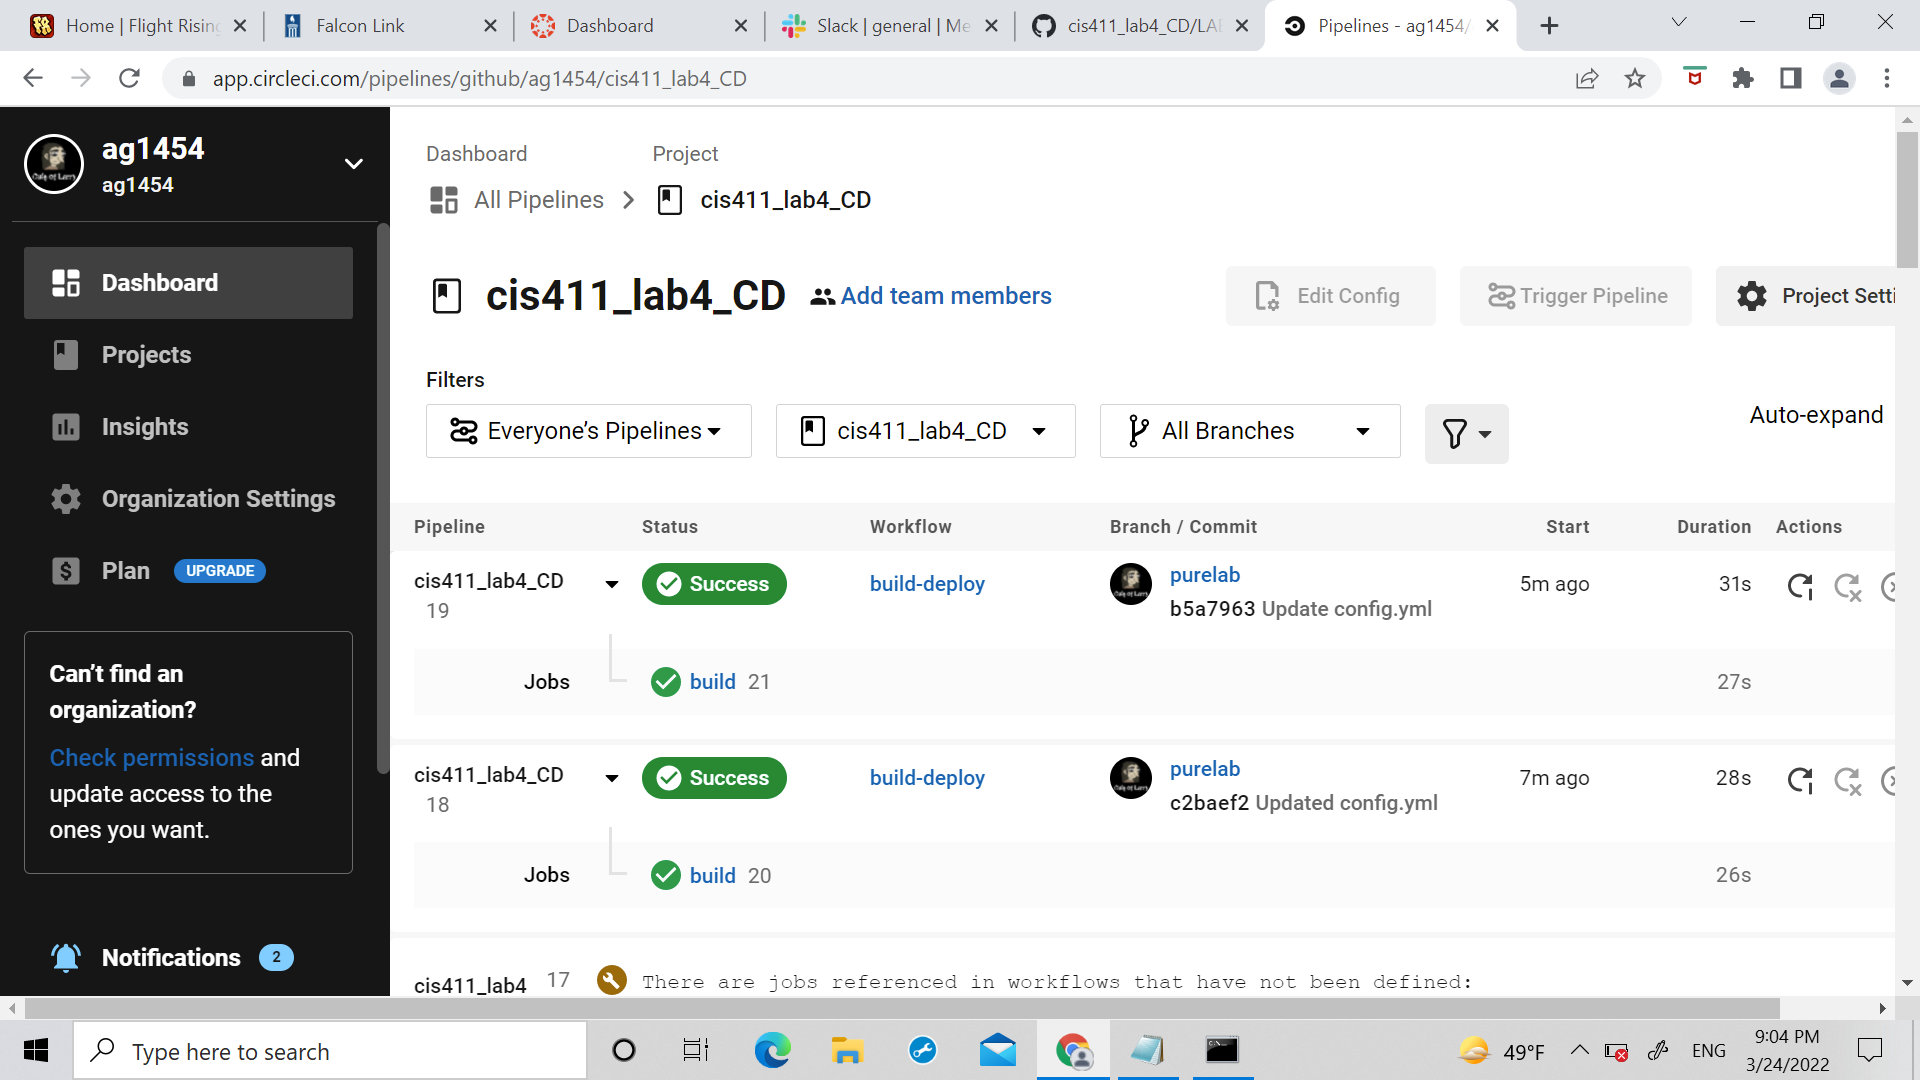 Home | Flight Rising
Falcon Link
Dashboard
Slack | general | Me
cis411_lab4_CD/LAB
Pipelines - ag1454/
app.circleci.com/pipelines/github/ag1454/cis411_lab4_CD
ag1454
ag1454
Dashboard
Projects
Insights
Organization Settings
Plan UPGRADE
Can't find an
organization?
Check permissions and
update access to the
ones you want.
Notifications 2
Dashboard Project
All Pipelines cis411_lab4_CD
cis411_lab4_CD Add team members Edit Config Trigger Pipeline Project Setti
Filters
Everyone's Pipelines cis411_lab4_CD All Branches Auto-expand
Pipeline Status Workflow Branch / Commit Start Duration Actions
cis411_lab4_CD Success build-deploy purelab 5m ago 31s
19 b5a7963 Update config.yml
Jobs build 21 27s
cis411_lab4_CD Success build-deploy purelab 7m ago 28s
18 c2baef2 Updated config.yml
Jobs build 20 26s
cis411_lab4 17 There are jobs referenced in workflows that have not been defined:
Type here to search
49°F
ENG
9:04 PM
3/24/2022